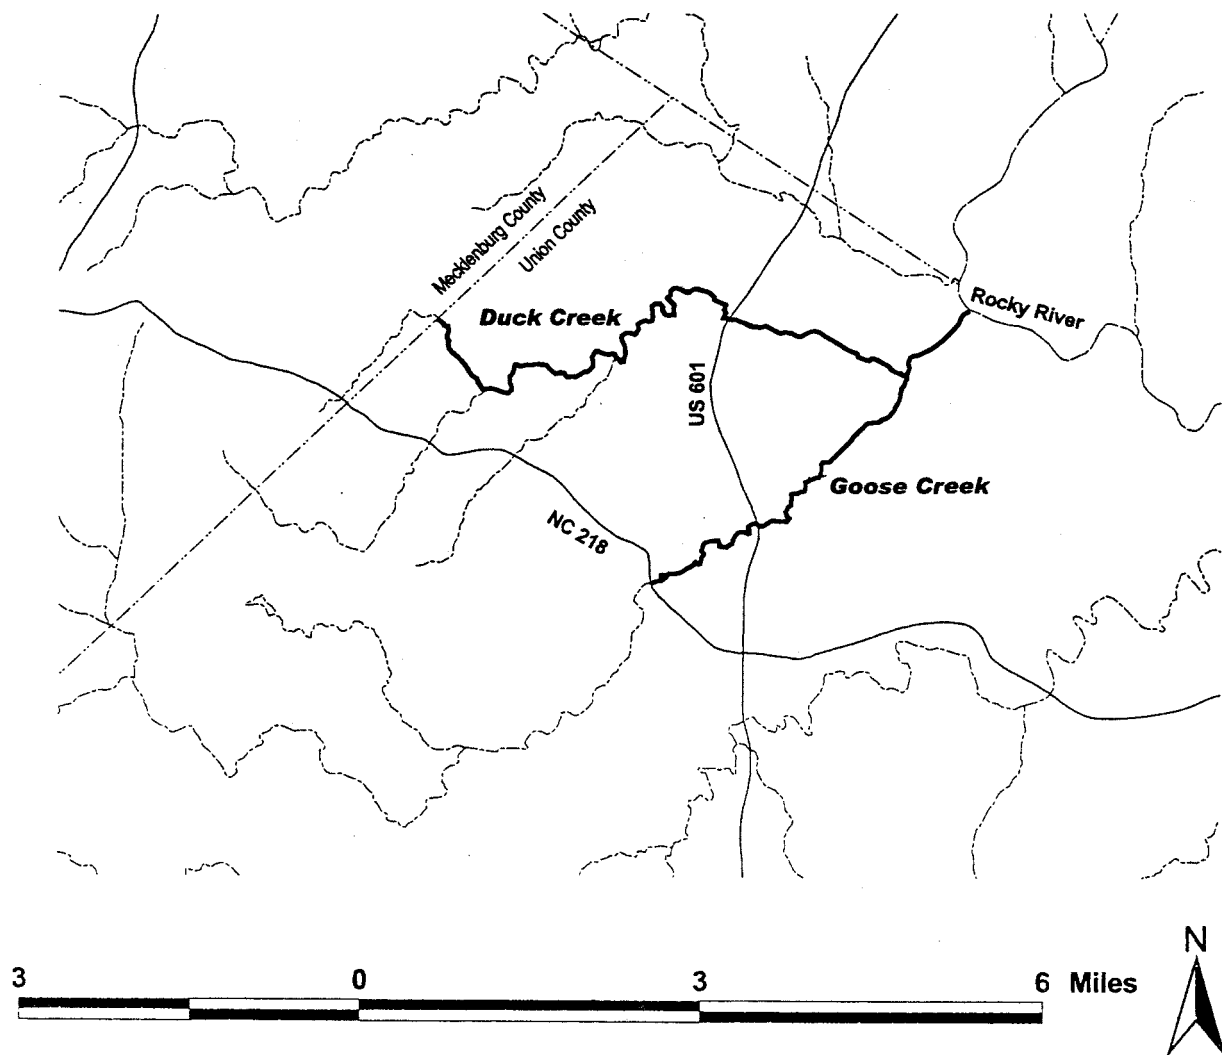 Mecklenburg County
Union County
Duck Creek
Rocky River
US 601
Goose Creek
NC 218
N
3 0 3 6 Miles